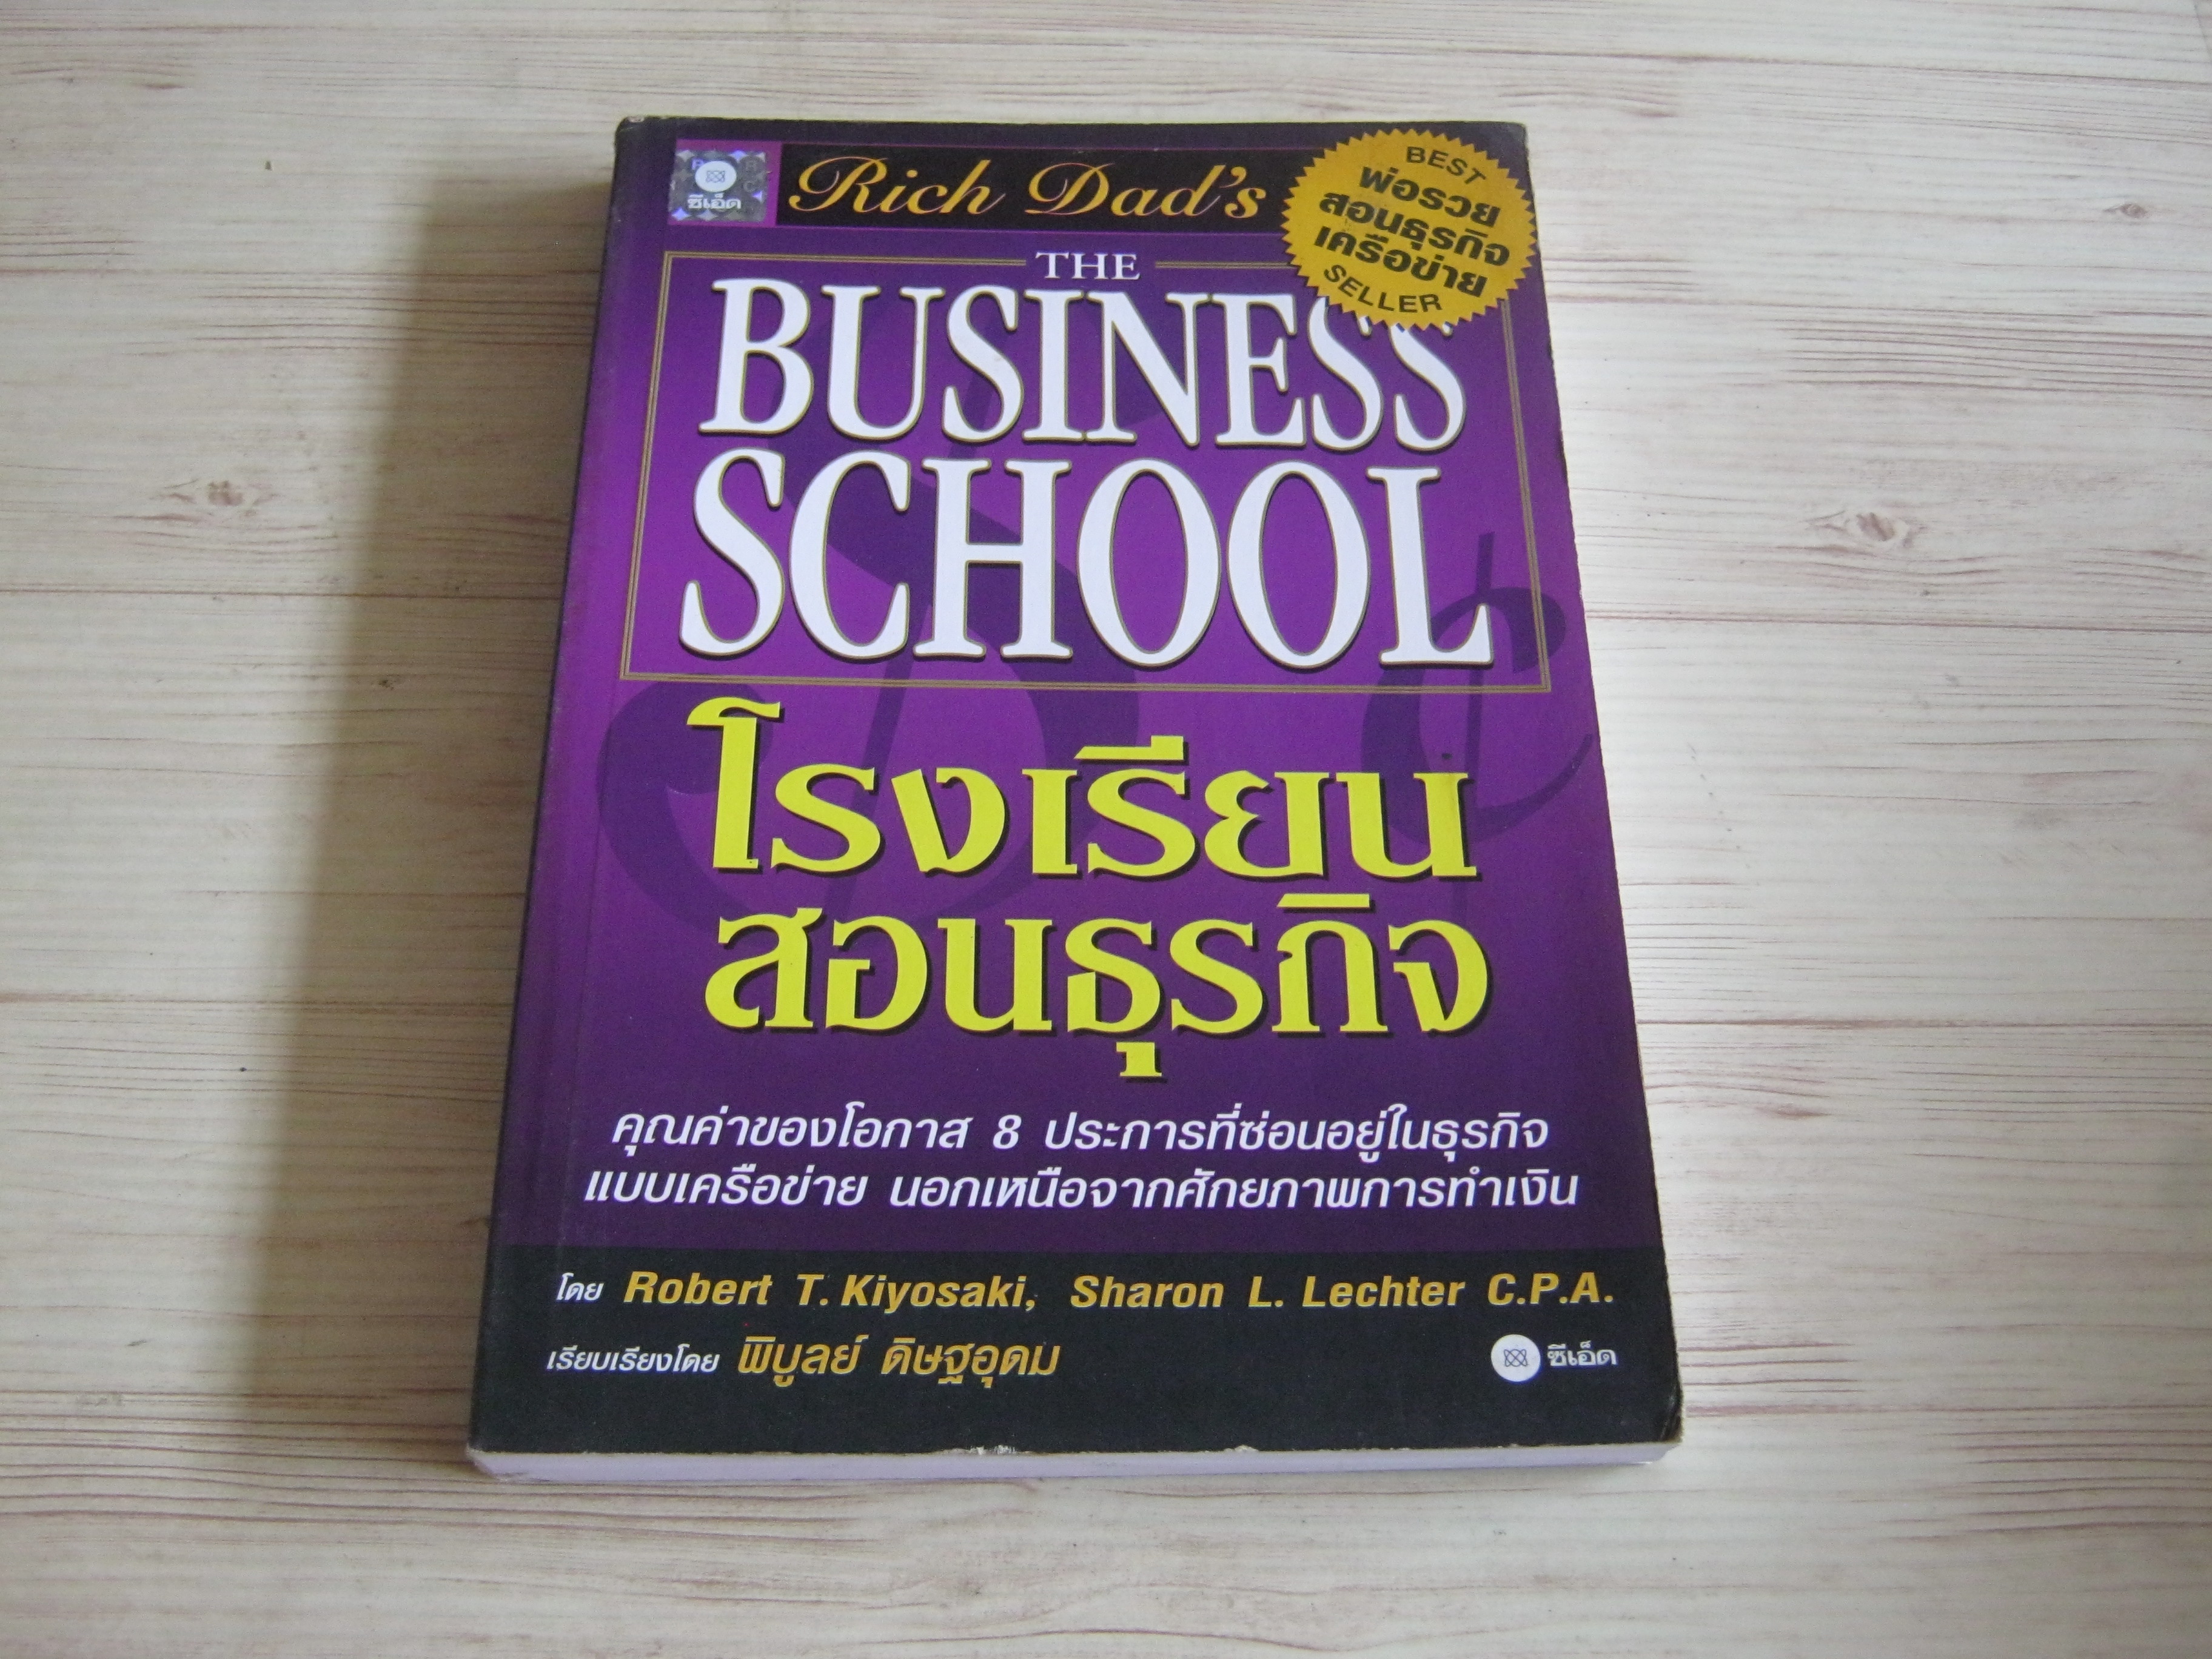 ซีเอ็ด
Rich Dad's
BEST
พ่อรวย
สอนธุรกิจ
เครือข่าย
SELLER
THE
BUSINESS
SCHOOL
โรงเรียน
สอนธุรกิจ
คุณค่าของโอกาส 8 ประการที่ซ่อนอยู่ในธุรกิจ
แบบเครือข่าย นอกเหนือจากศักยภาพการทำเงิน
โดย Robert T. Kiyosaki, Sharon L. Lechter C.P.A.
เรียบเรียงโดย พิบูลย์ ดิษฐอุดม
ซีเอ็ด